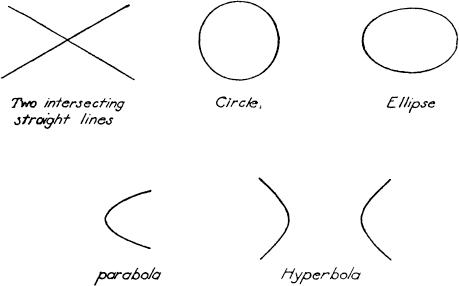 Two intersecting
straight lines
Circle,
Ellipse
parabola
Hyperbola